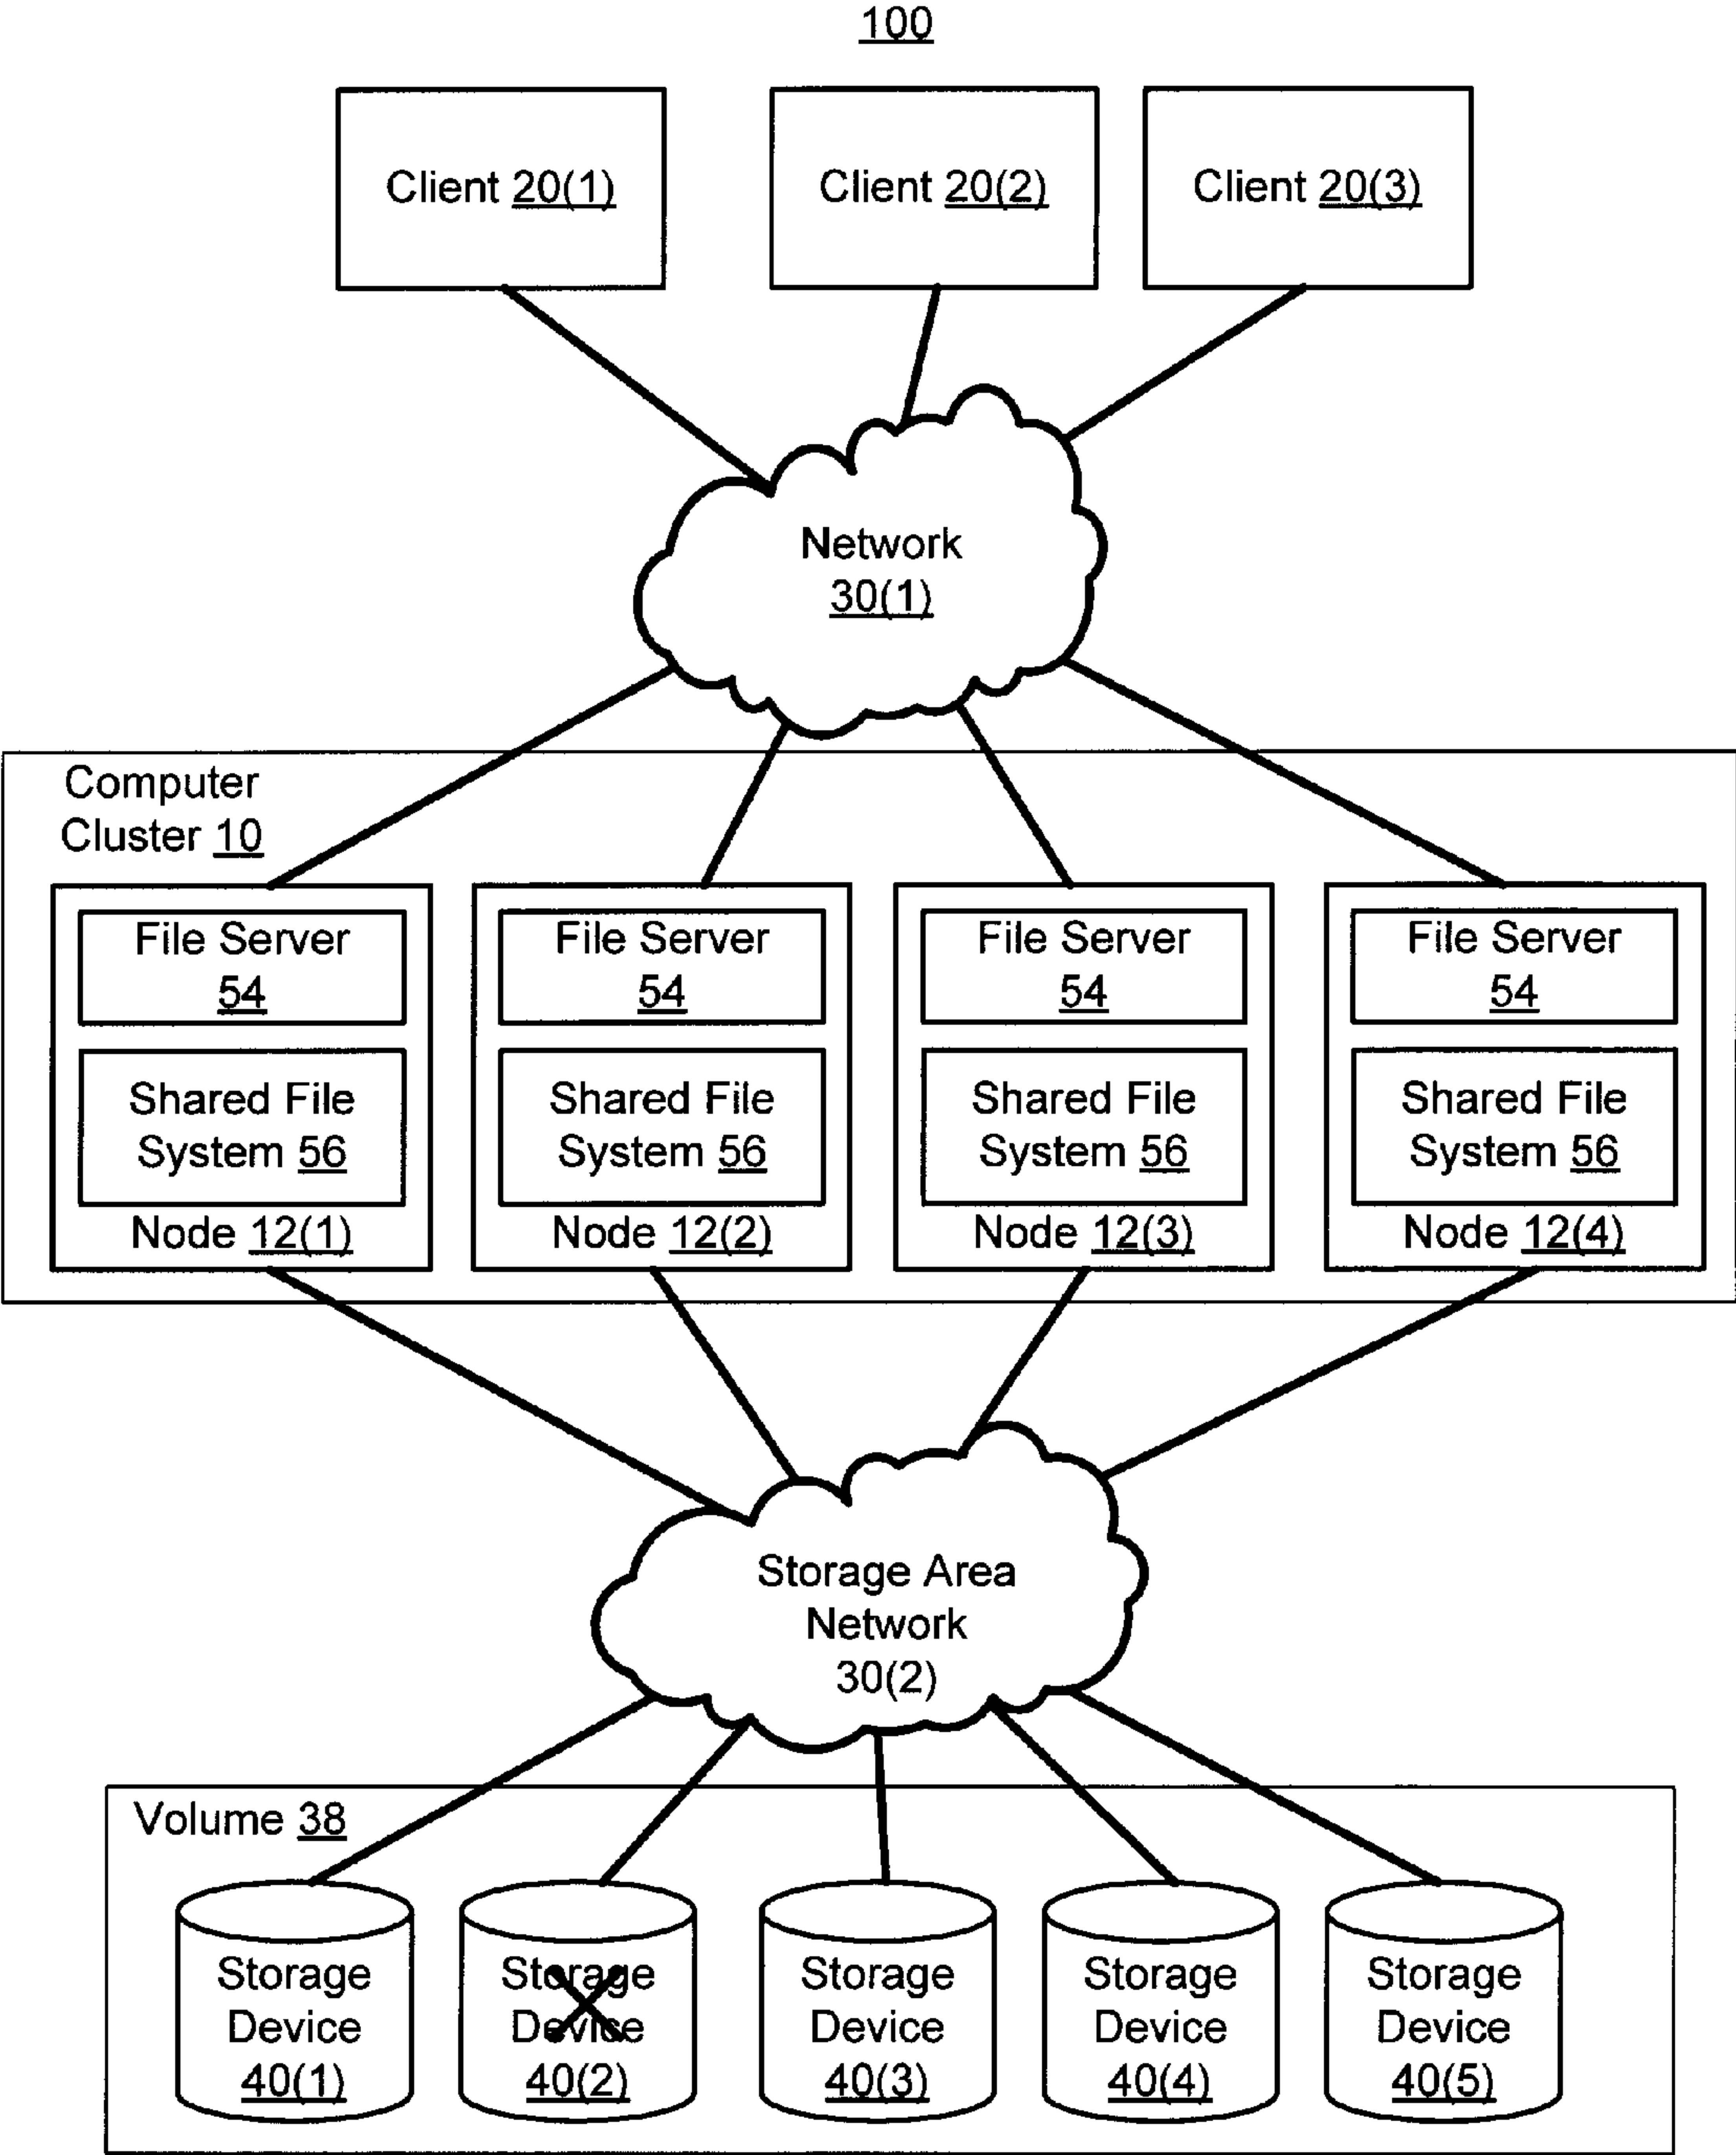 100
Client 20(1)
Client 20(2)
Client 20(3)
Network
30(1)
Computer
Cluster 10
File Server
54
Shared File
System 56
Node 12(1)
File Server
54
Shared File
System 56
Node 12(2)
File Server
54
Shared File
System 56
Node 12(3)
File Server
54
Shared File
System 56
Node 12(4)
Storage Area
Network
30(2)
Volume 38
Storage
Device
40(1)
Storage
Device
40(2)
Storage
Device
40(3)
Storage
Device
40(4)
Storage
Device
40(5)